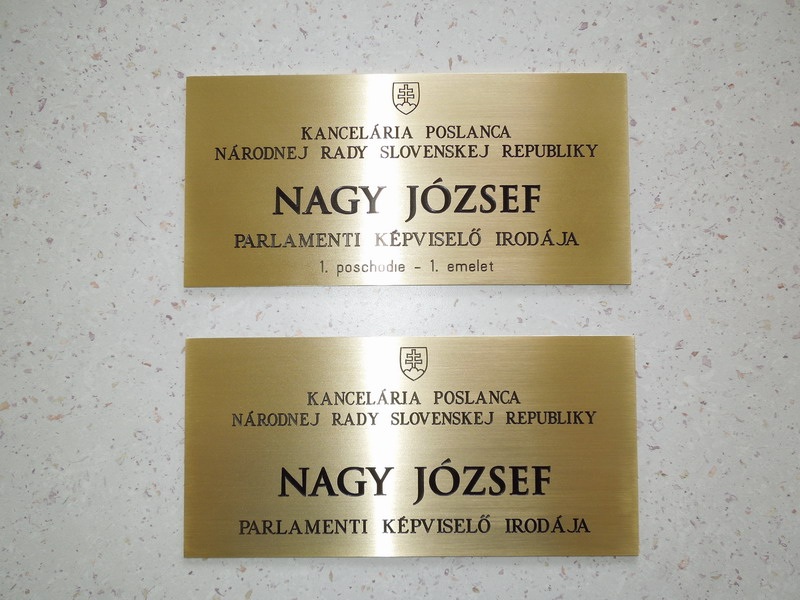 KANCELÁRIA POSLANCA
NÁRODNEJ RADY SLOVENSKEJ REPUBLIKY
NAGY JÓZSEF
PARLAMENTI KÉPVISELŐ IRODÁJA
1. poschodie - 1. emelet
KANCELÁRIA POSLANCA
NÁRODNEJ RADY SLOVENSKEJ REPUBLIKY
NAGY JÓZSEF
PARLAMENTI KÉPVISELŐ IRODÁJA